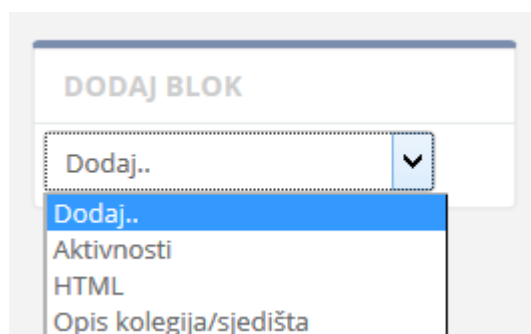 DODAJ BLOK
Dodaj..
Dodaj..
Aktivnosti
HTML
Opis kolegija/sjedišta